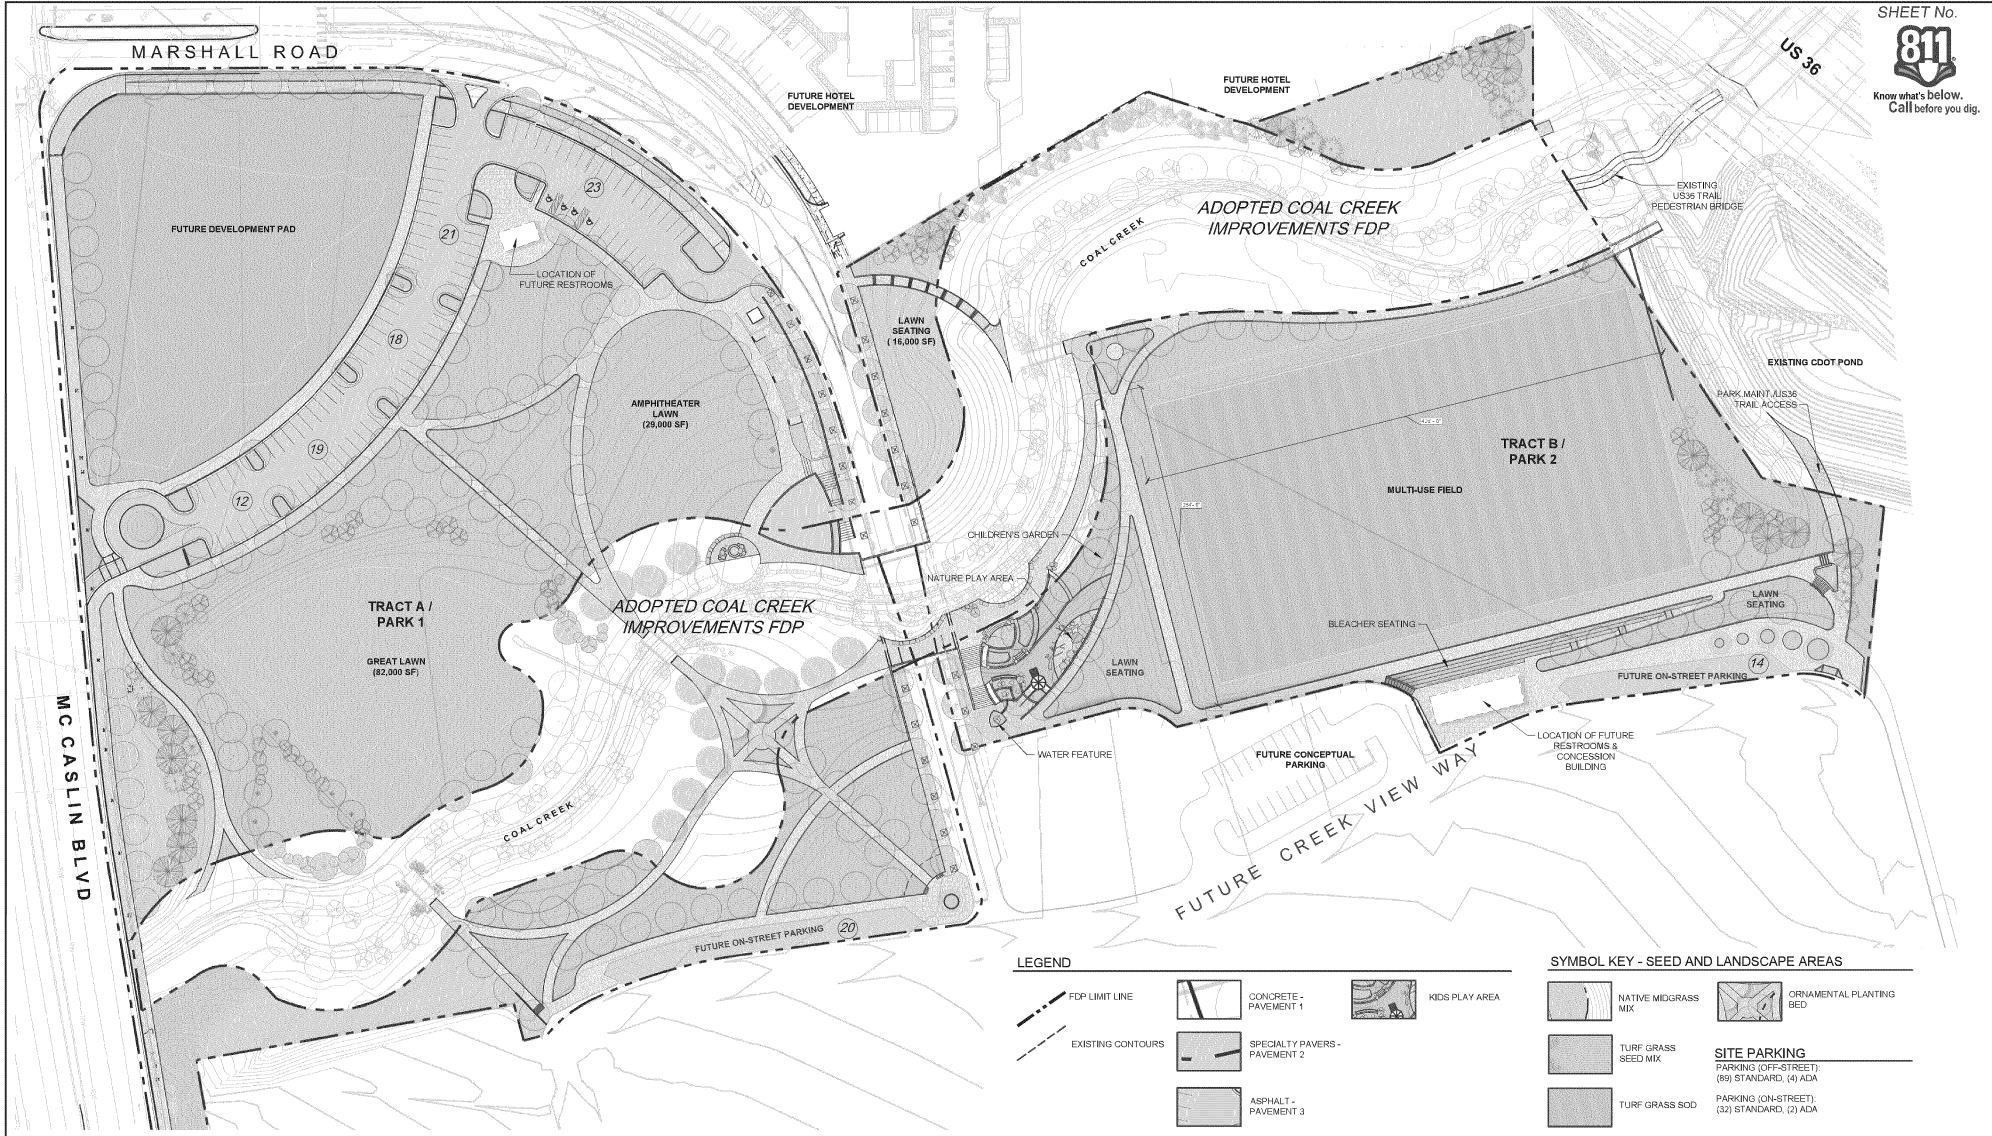 SHEET No.
811
Know what's below.
Call before you dig.
MARSHALL ROAD
US 36
FUTURE HOTEL
DEVELOPMENT
FUTURE HOTEL
DEVELOPMENT
EXISTING
US36 TRAIL
PEDESTRIAN BRIDGE
ADOPTED COAL CREEK
IMPROVEMENTS FDP
COAL CREEK
FUTURE DEVELOPMENT PAD
23
21
LOCATION OF
FUTURE RESTROOMS
18
19
12
LAWN
SEATING
( 16,000 SF)
AMPHITHEATER
LAWN
(29,000 SF)
EXISTING CDOT POND
PARK MAINT./US36
TRAIL ACCESS
TRACT B /
PARK 2
MULTI-USE FIELD
CHILDREN'S GARDEN
NATURE PLAY AREA
ADOPTED COAL CREEK
IMPROVEMENTS FDP
TRACT A /
PARK 1
GREAT LAWN
(82,000 SF)
LAWN
SEATING
BLEACHER SEATING
LAWN
SEATING
14
FUTURE ON-STREET PARKING
WATER FEATURE
FUTURE CONCEPTUAL
PARKING
LOCATION OF FUTURE
RESTROOMS &
CONCESSION
BUILDING
FUTURE CREEK VIEW WAY
MC CASLIN BLVD
COAL CREEK
FUTURE ON-STREET PARKING
20
LEGEND
FDP LIMIT LINE
EXISTING CONTOURS
CONCRETE -
PAVEMENT 1
SPECIALTY PAVERS -
PAVEMENT 2
ASPHALT -
PAVEMENT 3
KIDS PLAY AREA
SYMBOL KEY - SEED AND LANDSCAPE AREAS
NATIVE MIDGRASS
MIX
TURF GRASS
SEED MIX
TURF GRASS SOD
ORNAMENTAL PLANTING
BED
SITE PARKING
PARKING (OFF-STREET):
(89) STANDARD, (4) ADA
PARKING (ON-STREET):
(32) STANDARD, (2) ADA